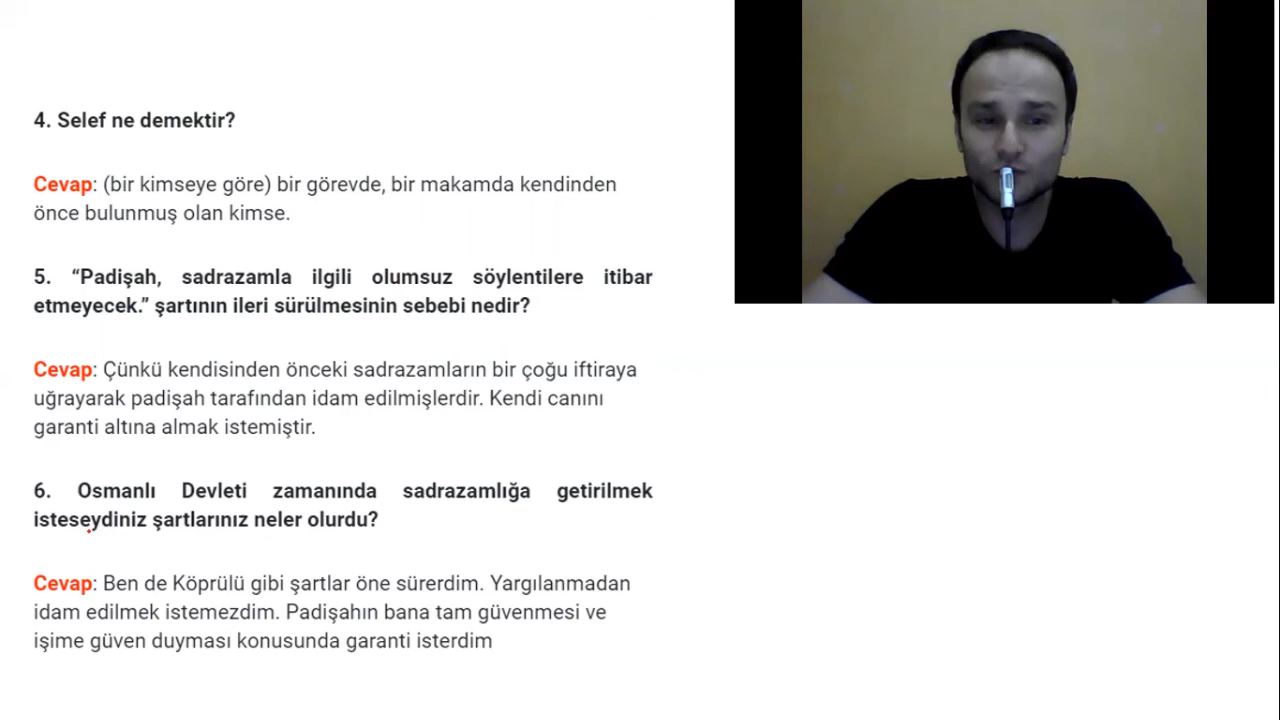 4. Selef ne demektir?
Cevap: (bir kimseye göre) bir görevde, bir makamda kendinden
önce bulunmuş olan kimse.
5. “Padişah, sadrazamla ilgili olumsuz söylentilere itibar
etmeyecek.” şartının ileri sürülmesinin sebebi nedir?
Cevap: Çünkü kendisinden önceki sadrazamların bir çoğu iftiraya
uğrayarak padişah tarafından idam edilmişlerdir. Kendi canını
garanti altına almak istemiştir.
6. Osmanlı Devleti zamanında sadrazamlığa getirilmek
isteseydiniz şartlarınız neler olurdu?
Cevap: Ben de Köprülü gibi şartlar öne sürerdim. Yargılanmadan
idam edilmek istemezdim. Padişahın bana tam güvenmesi ve
işime güven duyması konusunda garanti isterdim